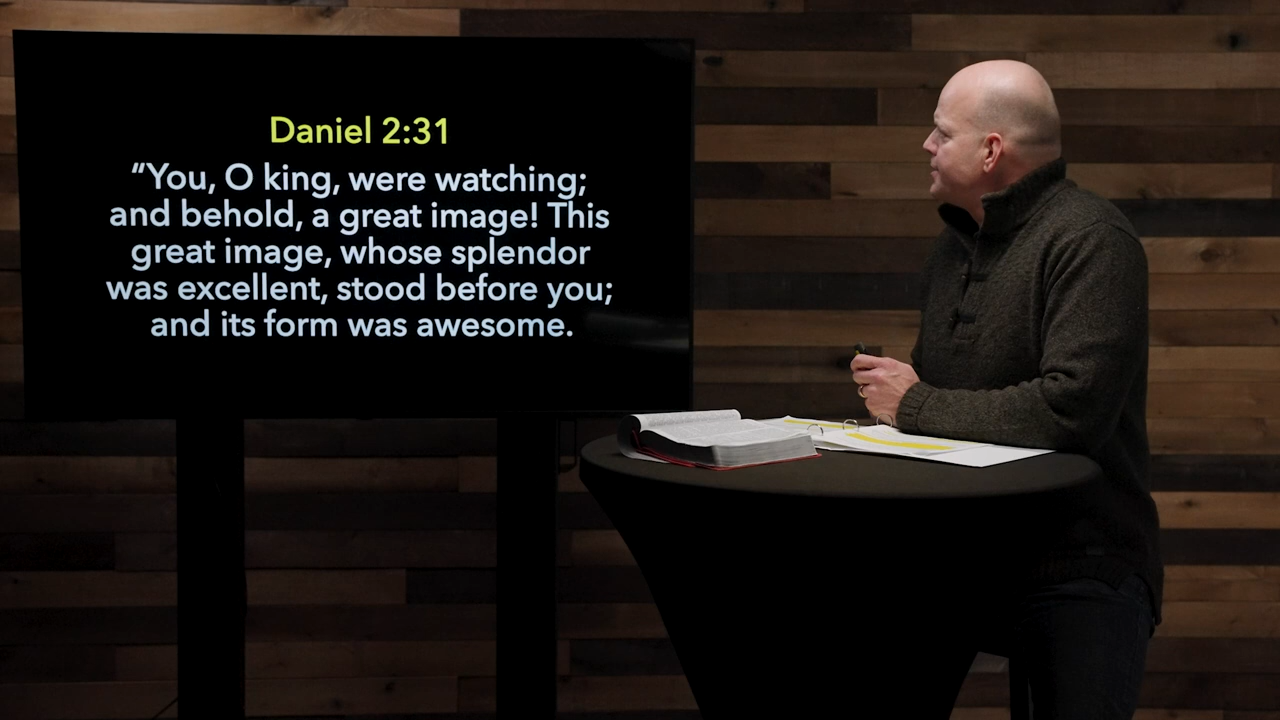 Daniel 2:31
“You, O king, were watching;
and behold, a great image! This
great image, whose splendor
was excellent, stood before you;
and its form was awesome.